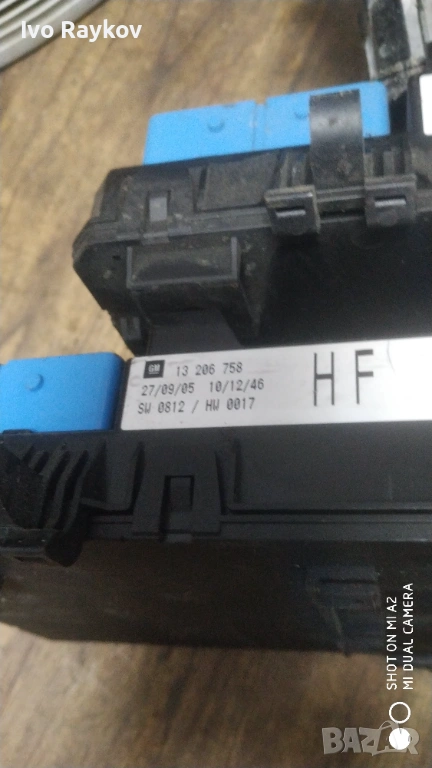 Ivo Raykov
GM 13 206 758
27/09/05 10/12/46
SW 0812 / HW 0017
HF
SHOT ON MI A2
MI DUAL CAMERA
BAZAR